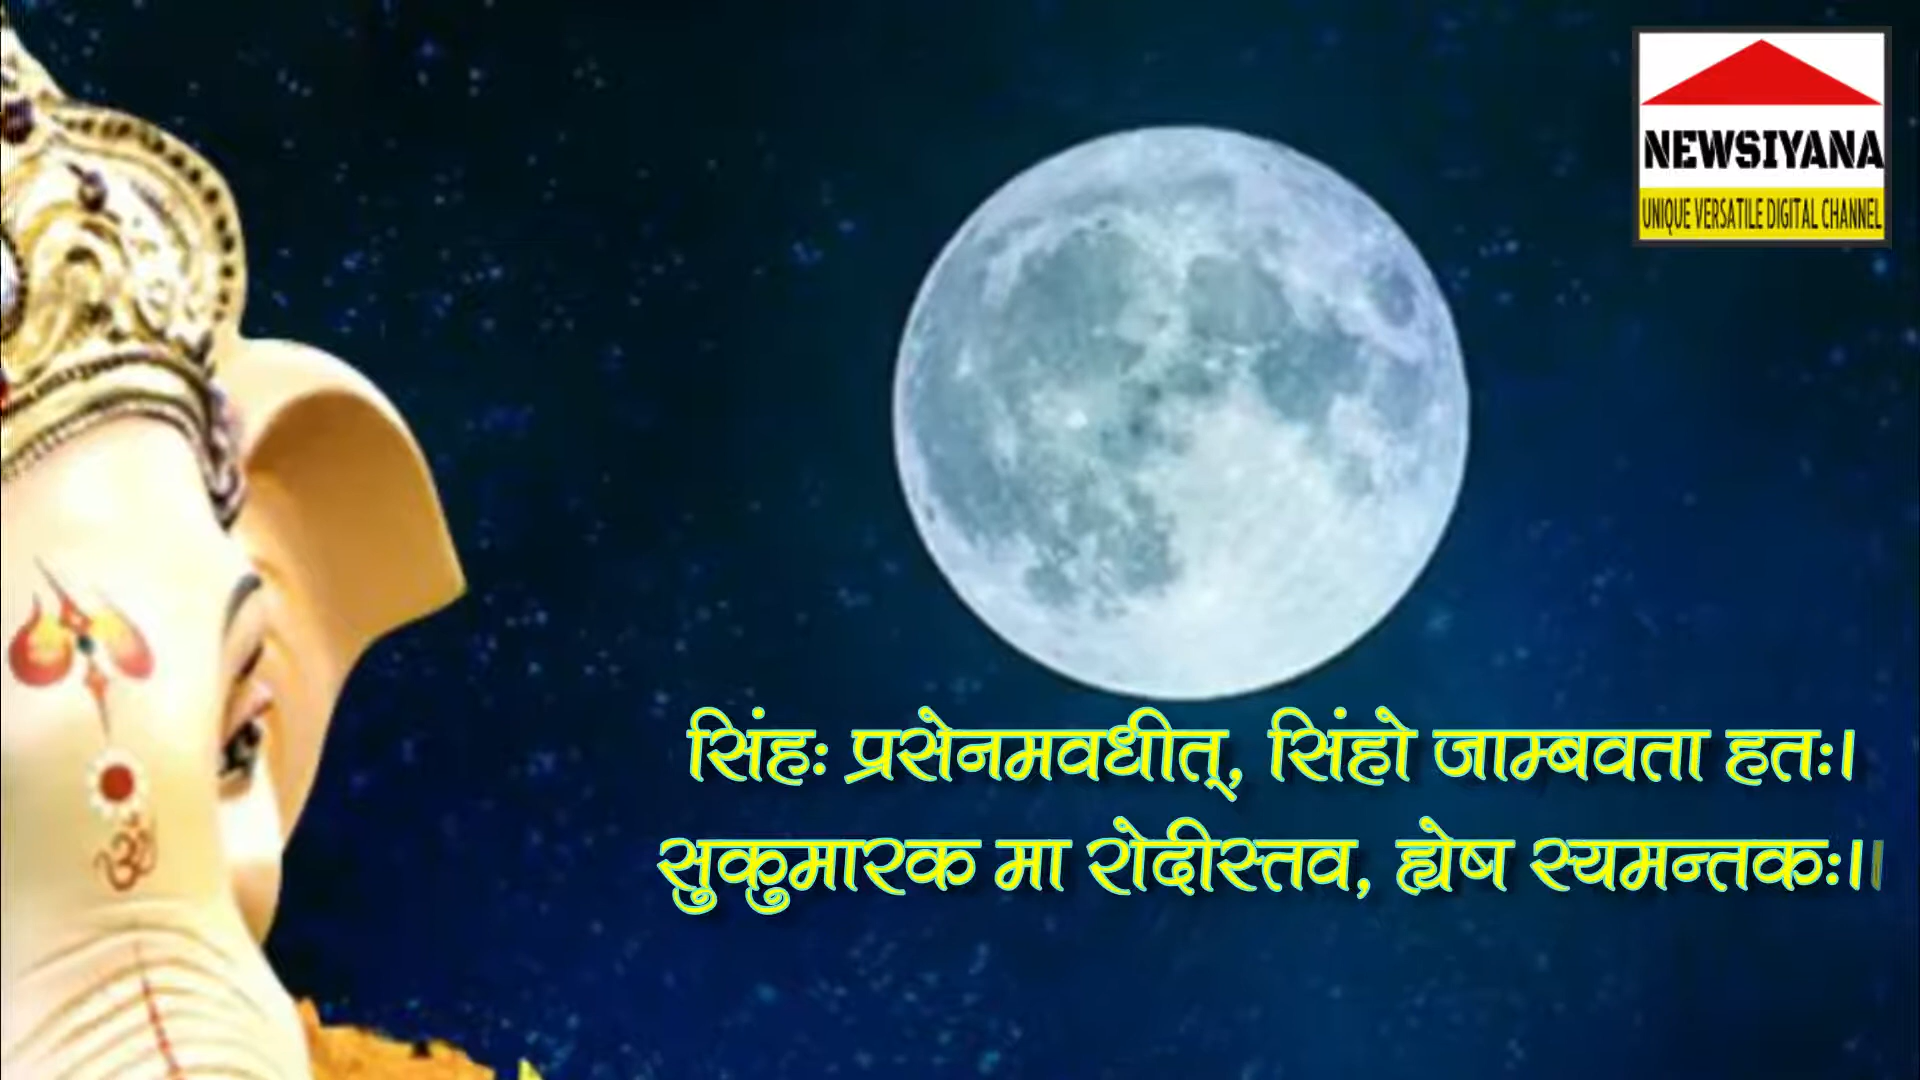 NEWSIYANA
UNIQUE VERSATILE DIGITAL CHANNEL
सिंहः प्रसेनमवधीत्, सिंहो जाम्बवता हतः।
सुकुमारक मा रोदीस्तव, ह्येष स्यमन्तकः।।
ॐ